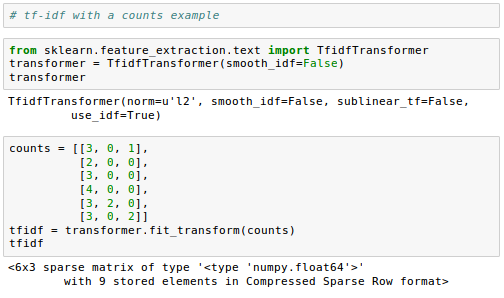 # tf-idf with a counts example
from sklearn.feature_extraction.text import TfidfTransformer
transformer = TfidfTransformer(smooth_idf=False)
transformer
TfidfTransformer(norm=u'l2', smooth_idf=False, sublinear_tf=False,
        use_idf=True)
counts = [[3, 0, 1],
          [2, 0, 0],
          [3, 0, 0],
          [4, 0, 0],
          [3, 2, 0],
          [3, 0, 2]]
tfidf = transformer.fit_transform(counts)
tfidf
<6x3 sparse matrix of type '<type 'numpy.float64'>'
        with 9 stored elements in Compressed Sparse Row format>